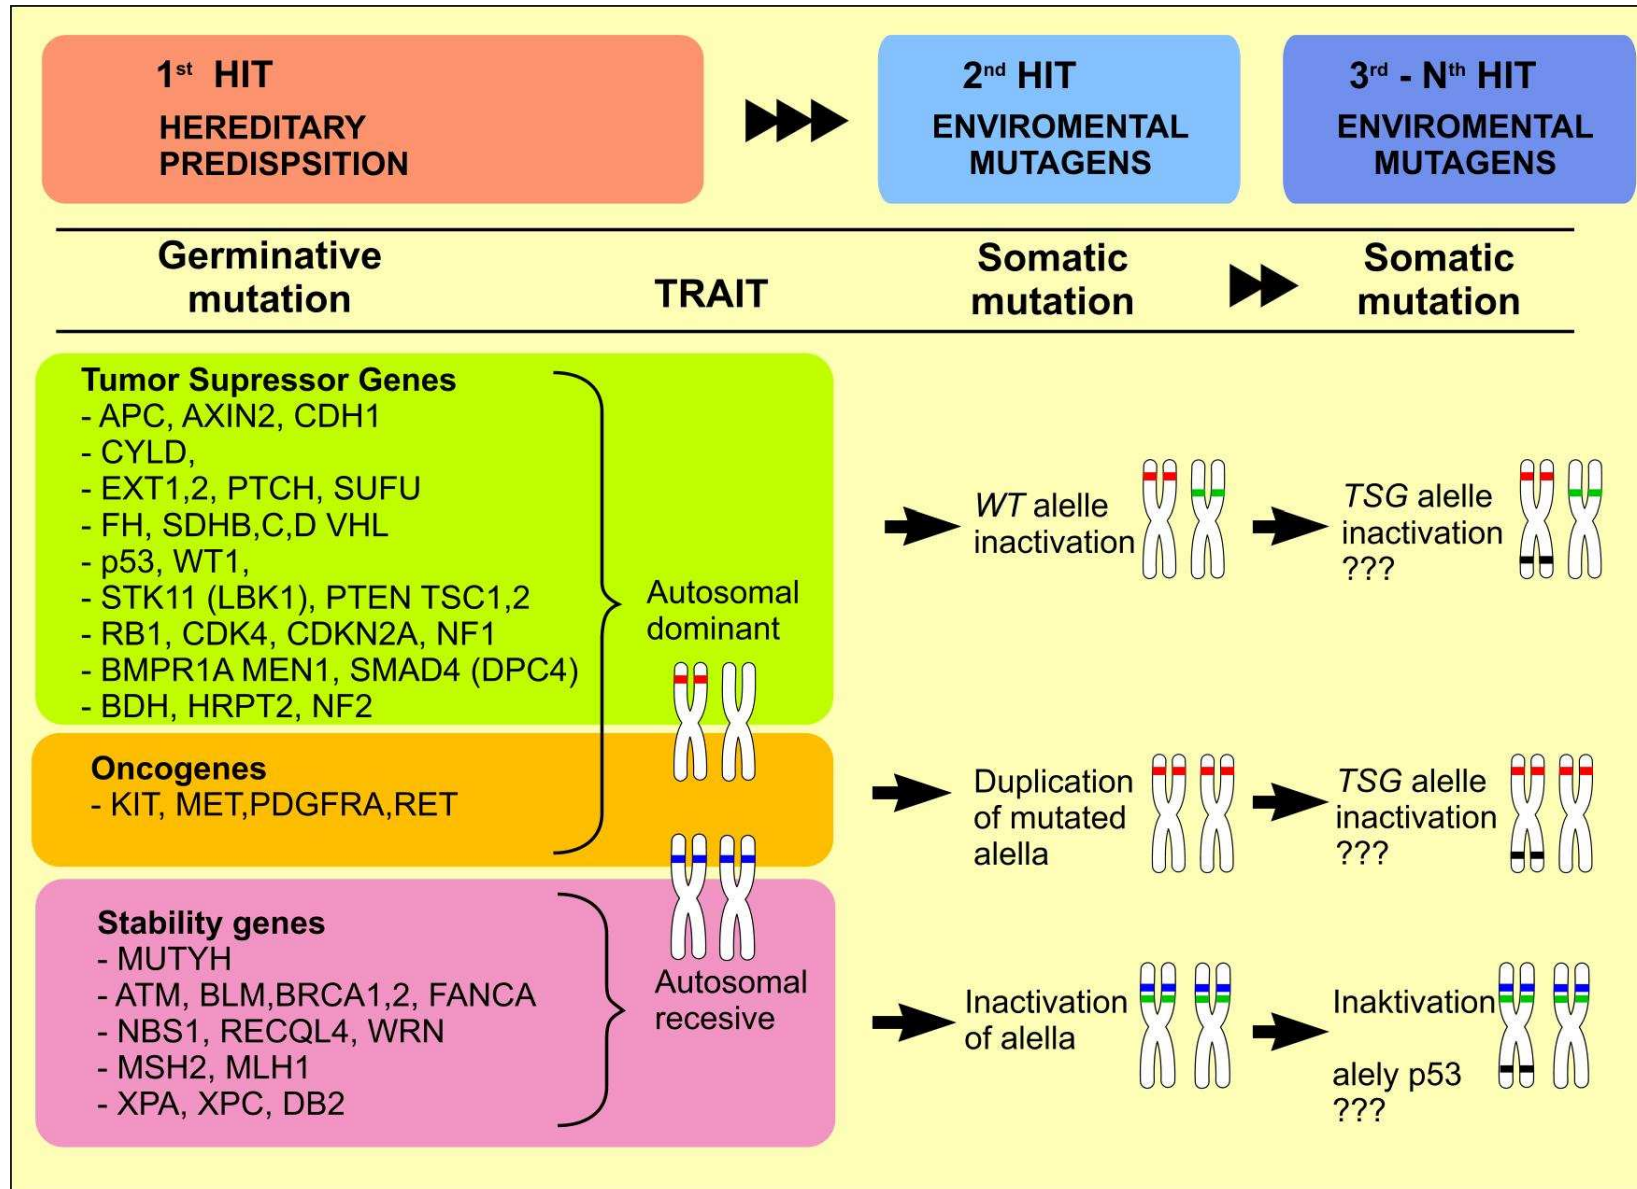 1st HIT
HEREDITARY
PREDISPSITION
2nd HIT
ENVIROMENTAL
MUTAGENS
3rd - Nth HIT
ENVIROMENTAL
MUTAGENS
Germinative
mutation
TRAIT
Somatic
mutation
Somatic
mutation
Tumor Supressor Genes
- APC, AXIN2, CDH1
- CYLD,
- EXT1,2, PTCH, SUFU
- FH, SDHB,C,D VHL
- p53, WT1,
- STK11 (LBK1), PTEN TSC1,2
- RB1, CDK4, CDKN2A, NF1
- BMPR1A MEN1, SMAD4 (DPC4)
- BDH, HRPT2, NF2
Autosomal
dominant
WT alelle
inactivation
TSG alelle
inactivation
???
Oncogenes
- KIT, MET,PDGFRA,RET
Duplication
of mutated
alella
TSG alelle
inactivation
???
Stability genes
- MUTYH
- ATM, BLM,BRCA1,2, FANCA
- NBS1, RECQL4, WRN
- MSH2, MLH1
- XPA, XPC, DB2
Autosomal
recesive
Inactivation
of alella
Inaktivation
alely p53
???